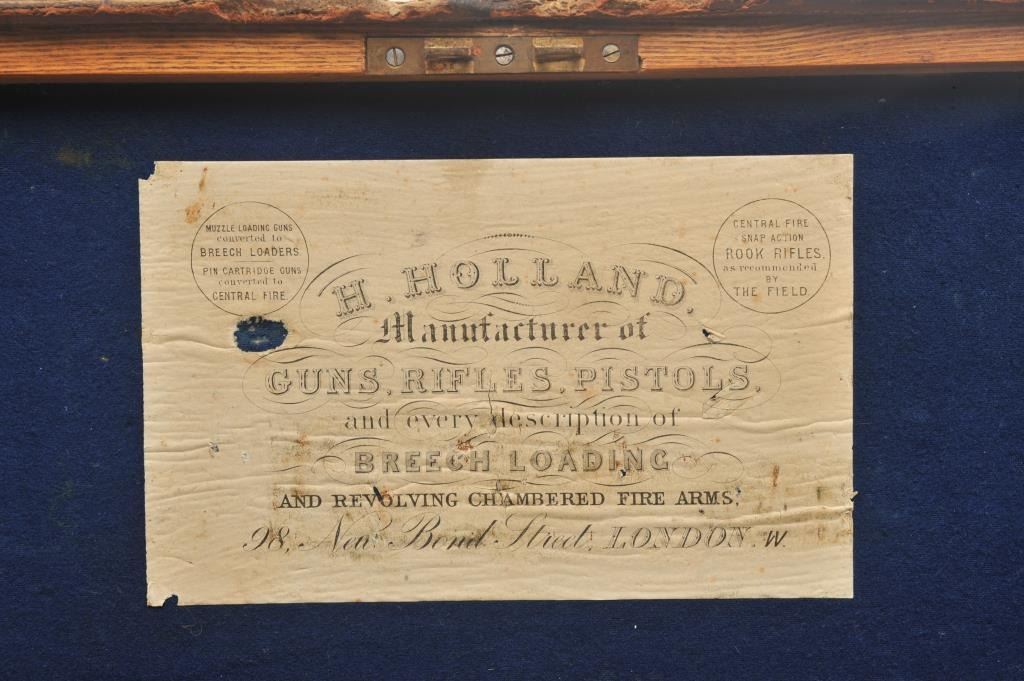 MUZZLE LOADING GUNS
converted to
BREECH LOADERS.
PIN CARTRIDGE GUNS
converted to
CENTRAL FIRE.
CENTRAL FIRE
SNAP ACTION
ROOK RIFLES.
as recommended
BY
THE FIELD.
H. HOLLAND,
Manufacturer of
GUNS, RIFLES, PISTOLS,
and every description of
BREECH LOADING
AND REVOLVING CHAMBERED FIRE ARMS,
98, New Bond Street, LONDON. W.